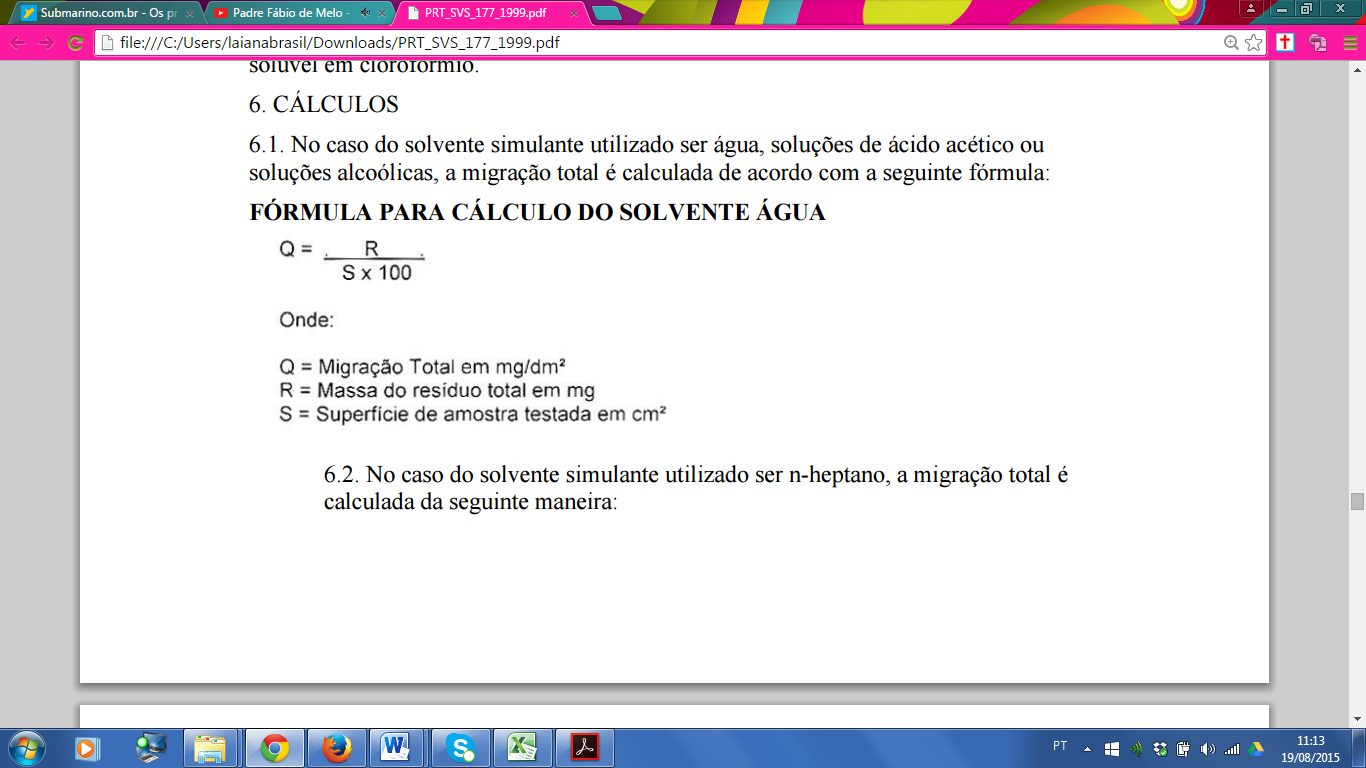 Submarino.com.br - Os pr
Padre Fábio de Melo -
PRT_SVS_177_1999.pdf
file:///C:/Users/laianabrasil/Downloads/PRT_SVS_177_1999.pdf
solúvel em clorofórmio.
6. CÁLCULOS
6.1. No caso do solvente simulante utilizado ser água, soluções de ácido acético ou
soluções alcoólicas, a migração total é calculada de acordo com a seguinte fórmula:
FÓRMULA PARA CÁLCULO DO SOLVENTE ÁGUA
Q = . R .
S x 100
Onde:
Q = Migração Total em mg/dm²
R = Massa do resíduo total em mg
S = Superfície de amostra testada em cm²
6.2. No caso do solvente simulante utilizado ser n-heptano, a migração total é
calculada da seguinte maneira:
PT
11:13
19/08/2015